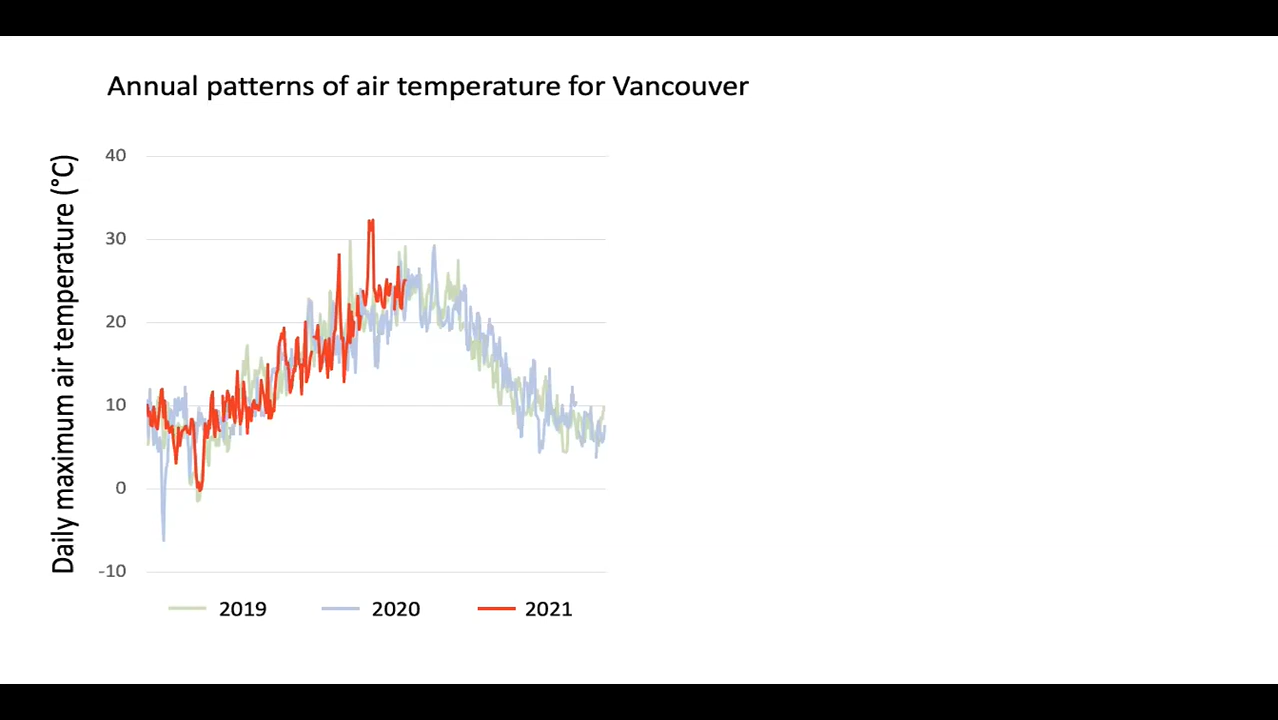 Annual patterns of air temperature for Vancouver
Daily maximum air temperature (°C)
40
30
20
10
0
-10
2019 2020 2021